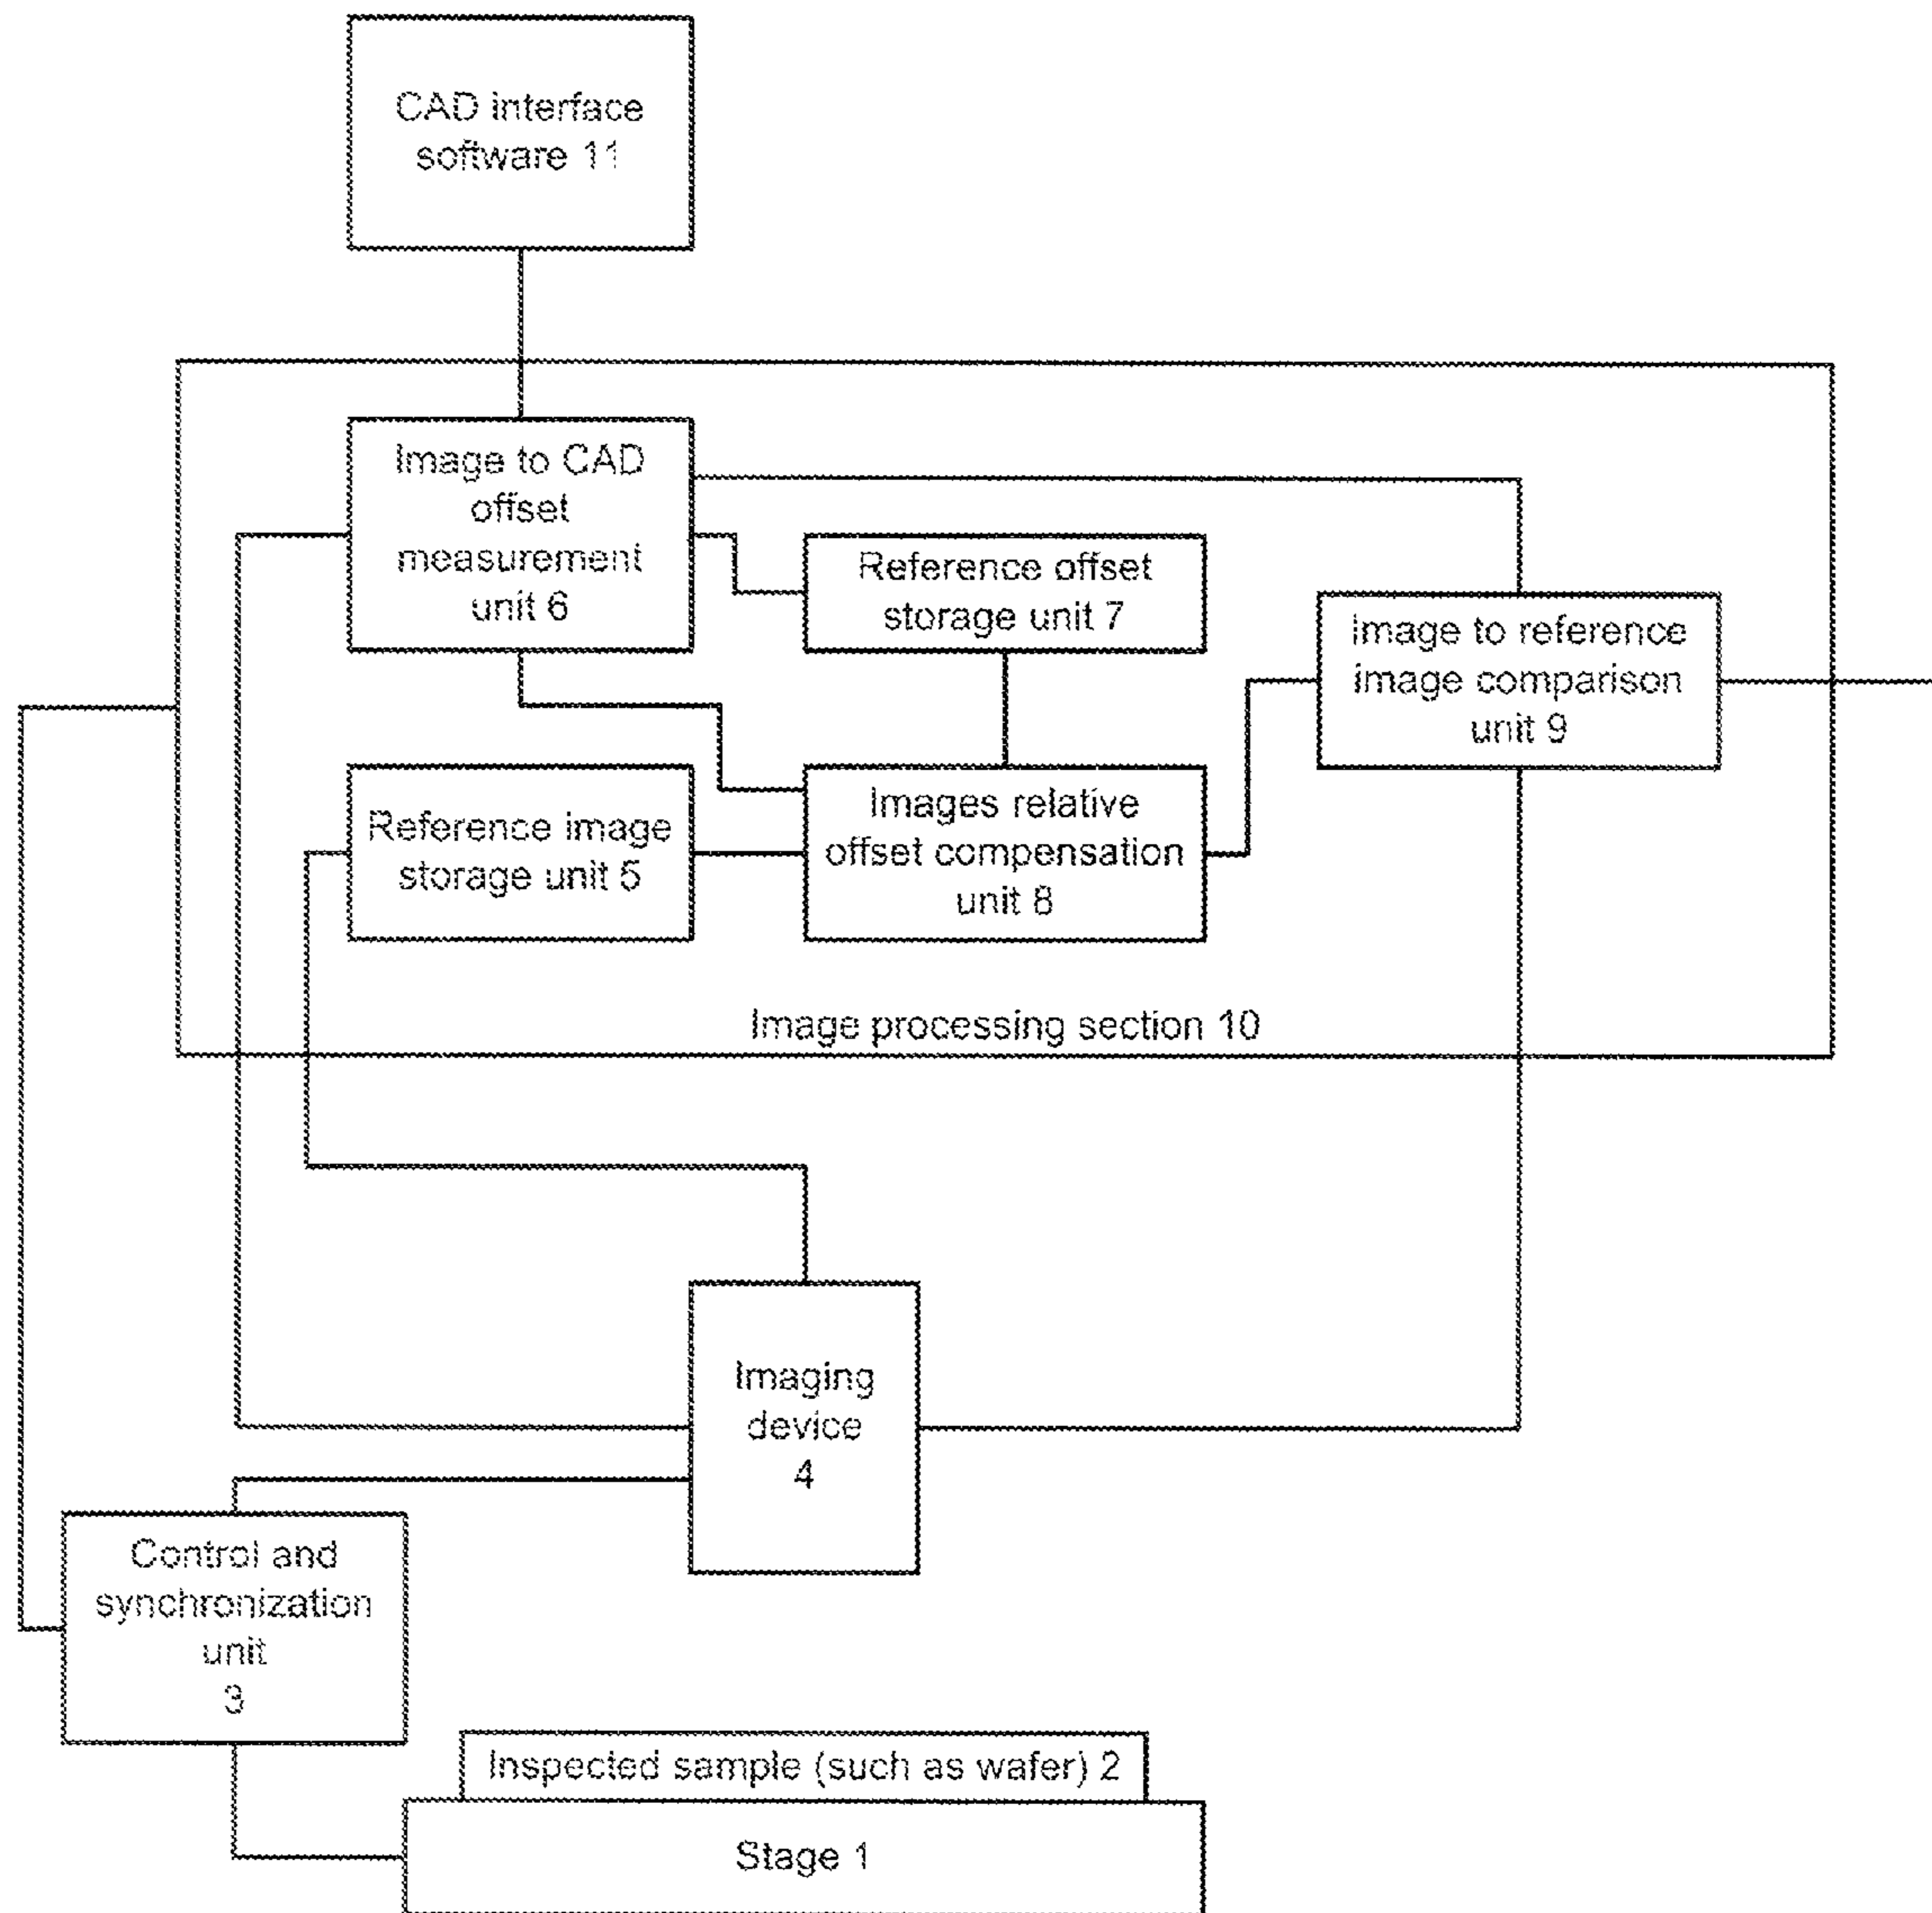 CAD interface
software 11
Image to CAD
offset
measurement
unit 6
Reference offset
storage unit 7
Image to reference
image comparison
unit 9
Reference image
storage unit 5
Images relative
offset compensation
unit 8
Image processing section 10
Imaging
device
4
Control and
synchronization
unit
3
Inspected sample (such as wafer) 2
Stage 1